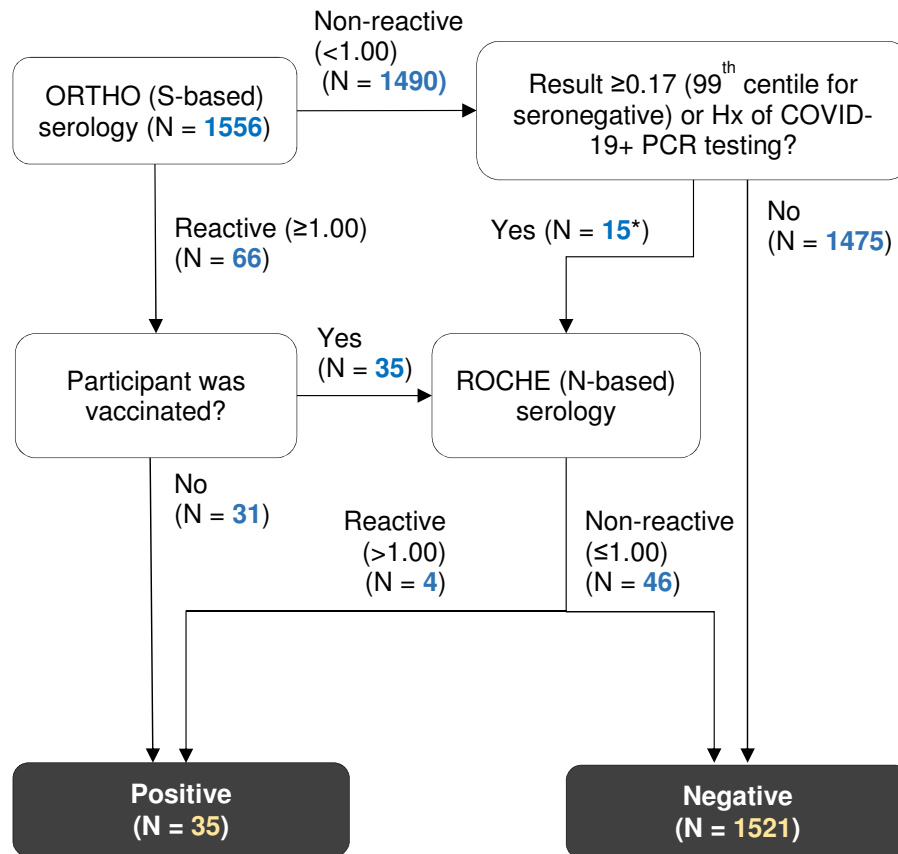 Non-reactive
(<1.00)
(N = 1490)
ORTHO (S-based)
serology (N = 1556)
Result ≥0.17 (99th centile for
seronegative) or Hx of COVID-
19+ PCR testing?
Reactive (≥1.00)
(N = 66)
Yes (N = 15*)
No
(N = 1475)
Participant was
vaccinated?
Yes
(N = 35)
ROCHE (N-based)
serology
No
(N = 31)
Reactive
(>1.00)
(N = 4)
Non-reactive
(≤1.00)
(N = 46)
Positive
(N = 35)
Negative
(N = 1521)